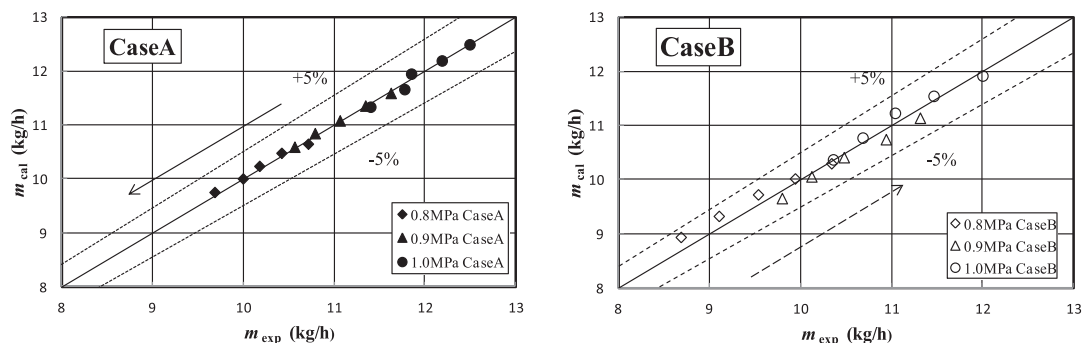 CaseA
13
12
11
10
9
8
m cal (kg/h)
+5%
-5%
0.8MPa CaseA
0.9MPa CaseA
1.0MPa CaseA
8 9 10 11 12 13
m exp (kg/h)
CaseB
13
12
11
10
9
8
m cal (kg/h)
+5%
-5%
0.8MPa CaseB
0.9MPa CaseB
1.0MPa CaseB
8 9 10 11 12 13
m exp (kg/h)